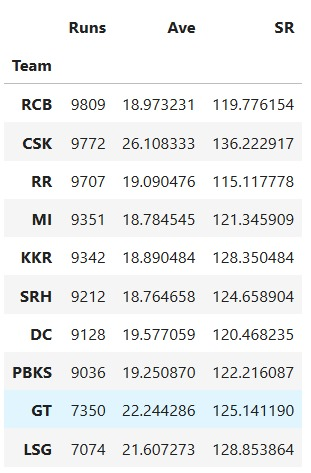 Runs Ave SR
Team
RCB 9809 18.973231 119.776154
CSK 9772 26.108333 136.222917
RR 9707 19.090476 115.117778
MI 9351 18.784545 121.345909
KKR 9342 18.890484 128.350484
SRH 9212 18.764658 124.658904
DC 9128 19.577059 120.468235
PBKS 9036 19.250870 122.216087
GT 7350 22.244286 125.141190
LSG 7074 21.607273 128.853864